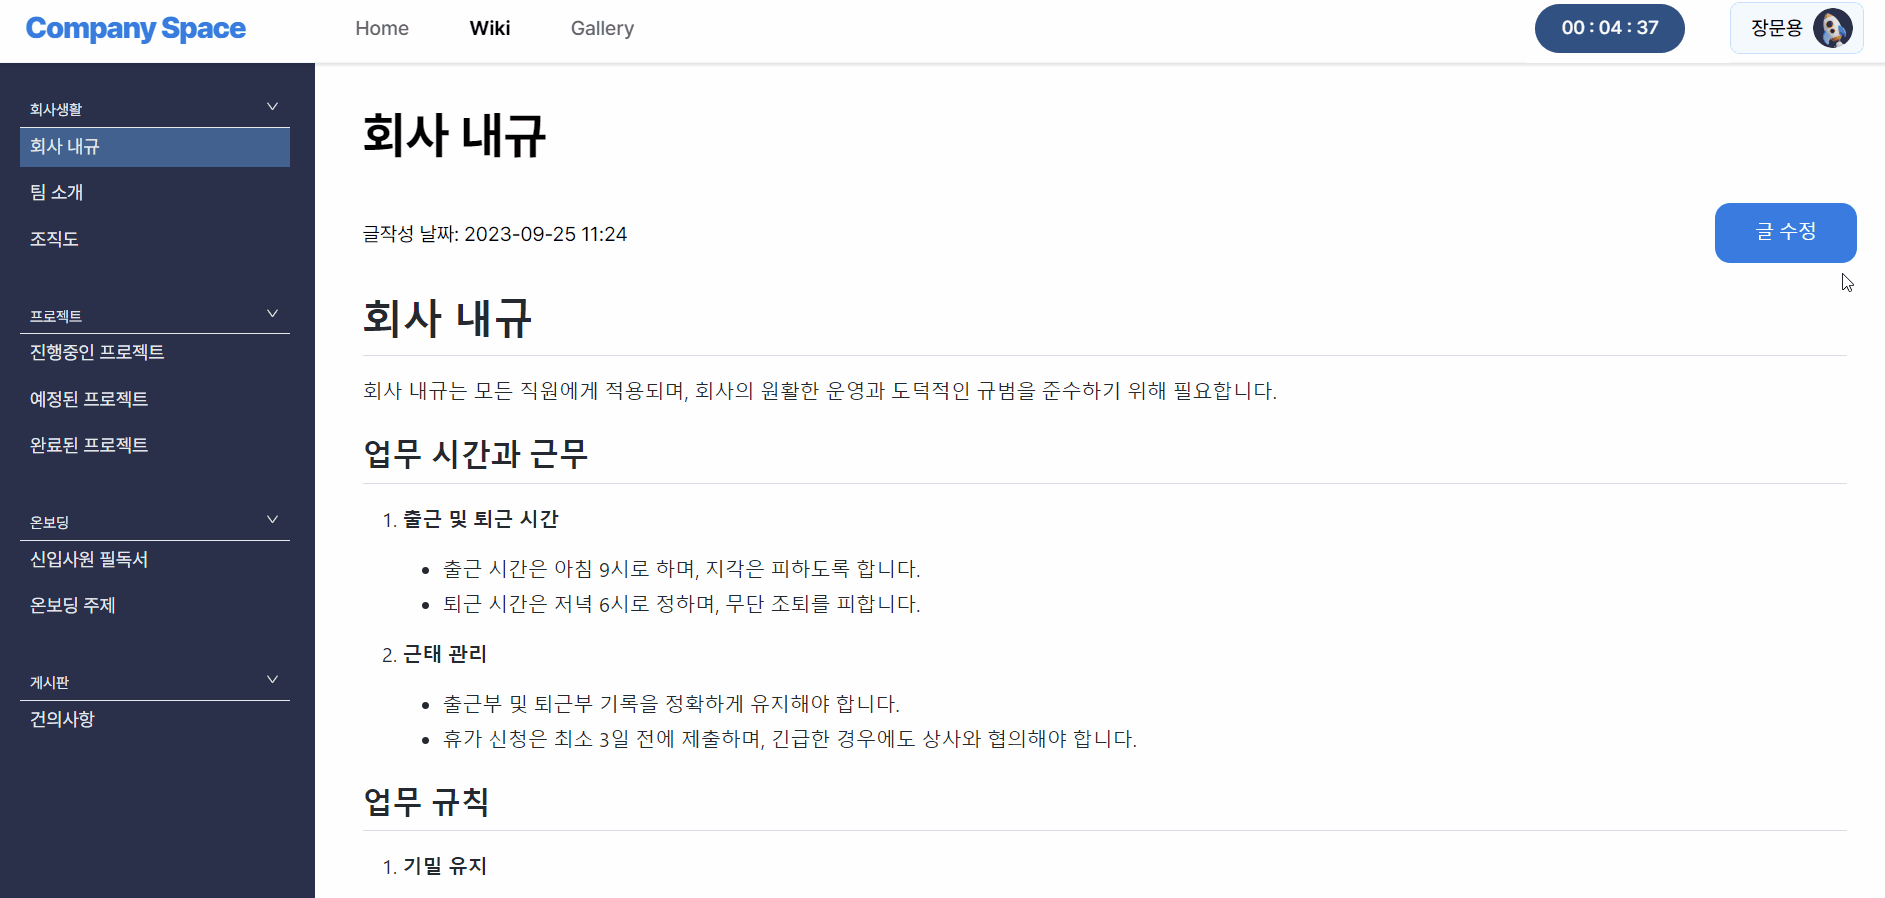 Company Space
Home
Wiki
Gallery
00 : 04 : 37
장문용
회사생활
회사 내규
팀 소개
조직도
프로젝트
진행중인 프로젝트
예정된 프로젝트
완료된 프로젝트
온보딩
신입사원 필독서
온보딩 주제
게시판
건의사항
회사 내규
글작성 날짜: 2023-09-25 11:24
글 수정
회사 내규
회사 내규는 모든 직원에게 적용되며, 회사의 원활한 운영과 도덕적인 규범을 준수하기 위해 필요합니다.
업무 시간과 근무
1. 출근 및 퇴근 시간
• 출근 시간은 아침 9시로 하며, 지각은 피하도록 합니다.
• 퇴근 시간은 저녁 6시로 정하며, 무단 조퇴를 피합니다.
2. 근태 관리
• 출근부 및 퇴근부 기록을 정확하게 유지해야 합니다.
• 휴가 신청은 최소 3일 전에 제출하며, 긴급한 경우에도 상사와 협의해야 합니다.
업무 규칙
1. 기밀 유지